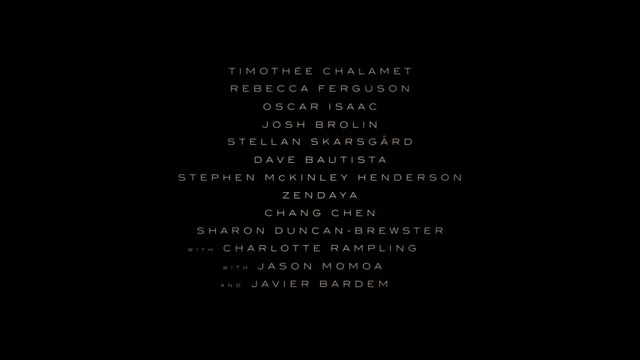 TIMOTHÉE CHALAMET
REBECCA FERGUSON
OSCAR ISAAC
JOSH BROLIN
STELLAN SKARSGÅRD
DAVE BAUTISTA
STEPHEN McKINLEY HENDERSON
ZENDAYA
CHANG CHEN
SHARON DUNCAN-BREWSTER
WITH CHARLOTTE RAMPLING
WITH JASON MOMOA
AND JAVIER BARDEM